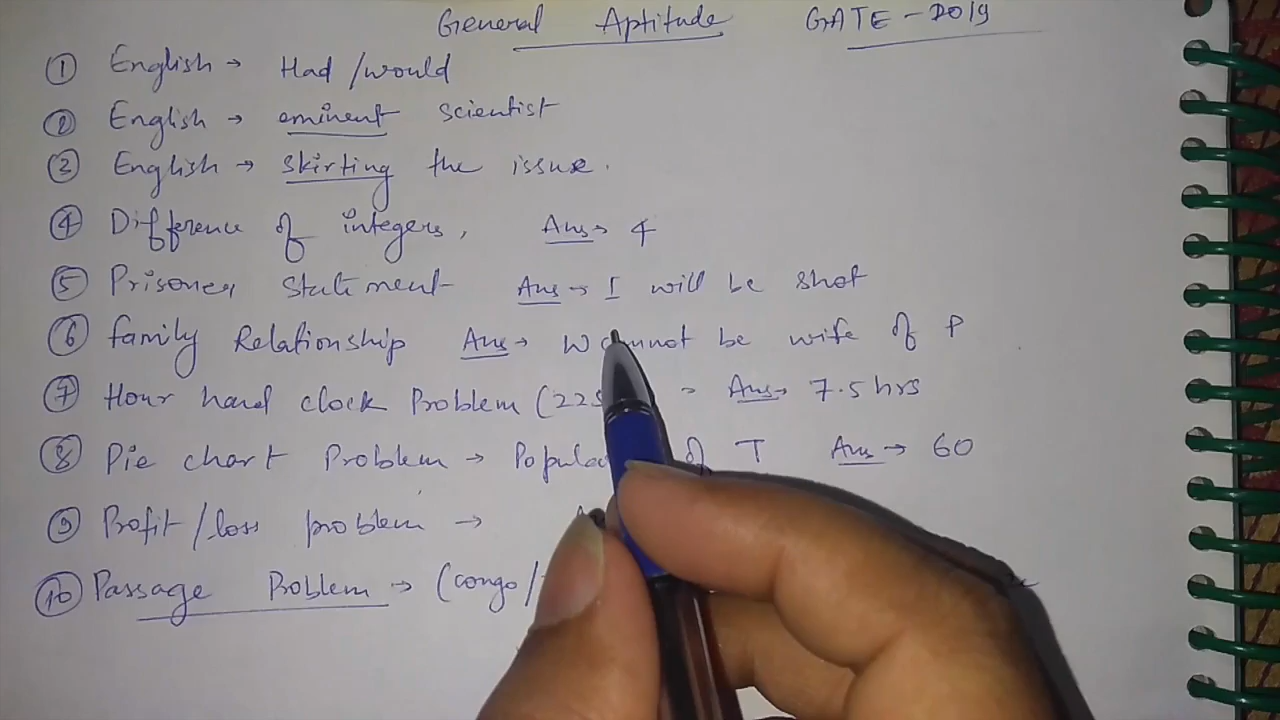 General Aptitude GATE-2019
① English → Had/would
② English → eminent scientist
③ English → skirting the issue.
④ Difference of integers, Ans → 4
⑤ Prisoner Statement Ans → I will be shot
⑥ family Relationship Ans → W cannot be wife of P
⑦ Hour hand clock Problem (225 Ans → 7.5 hrs
⑧ Pie chart Problem → of T Ans → 60
⑨ Profit/loss problem →
⑩ Passage Problem → (congo/